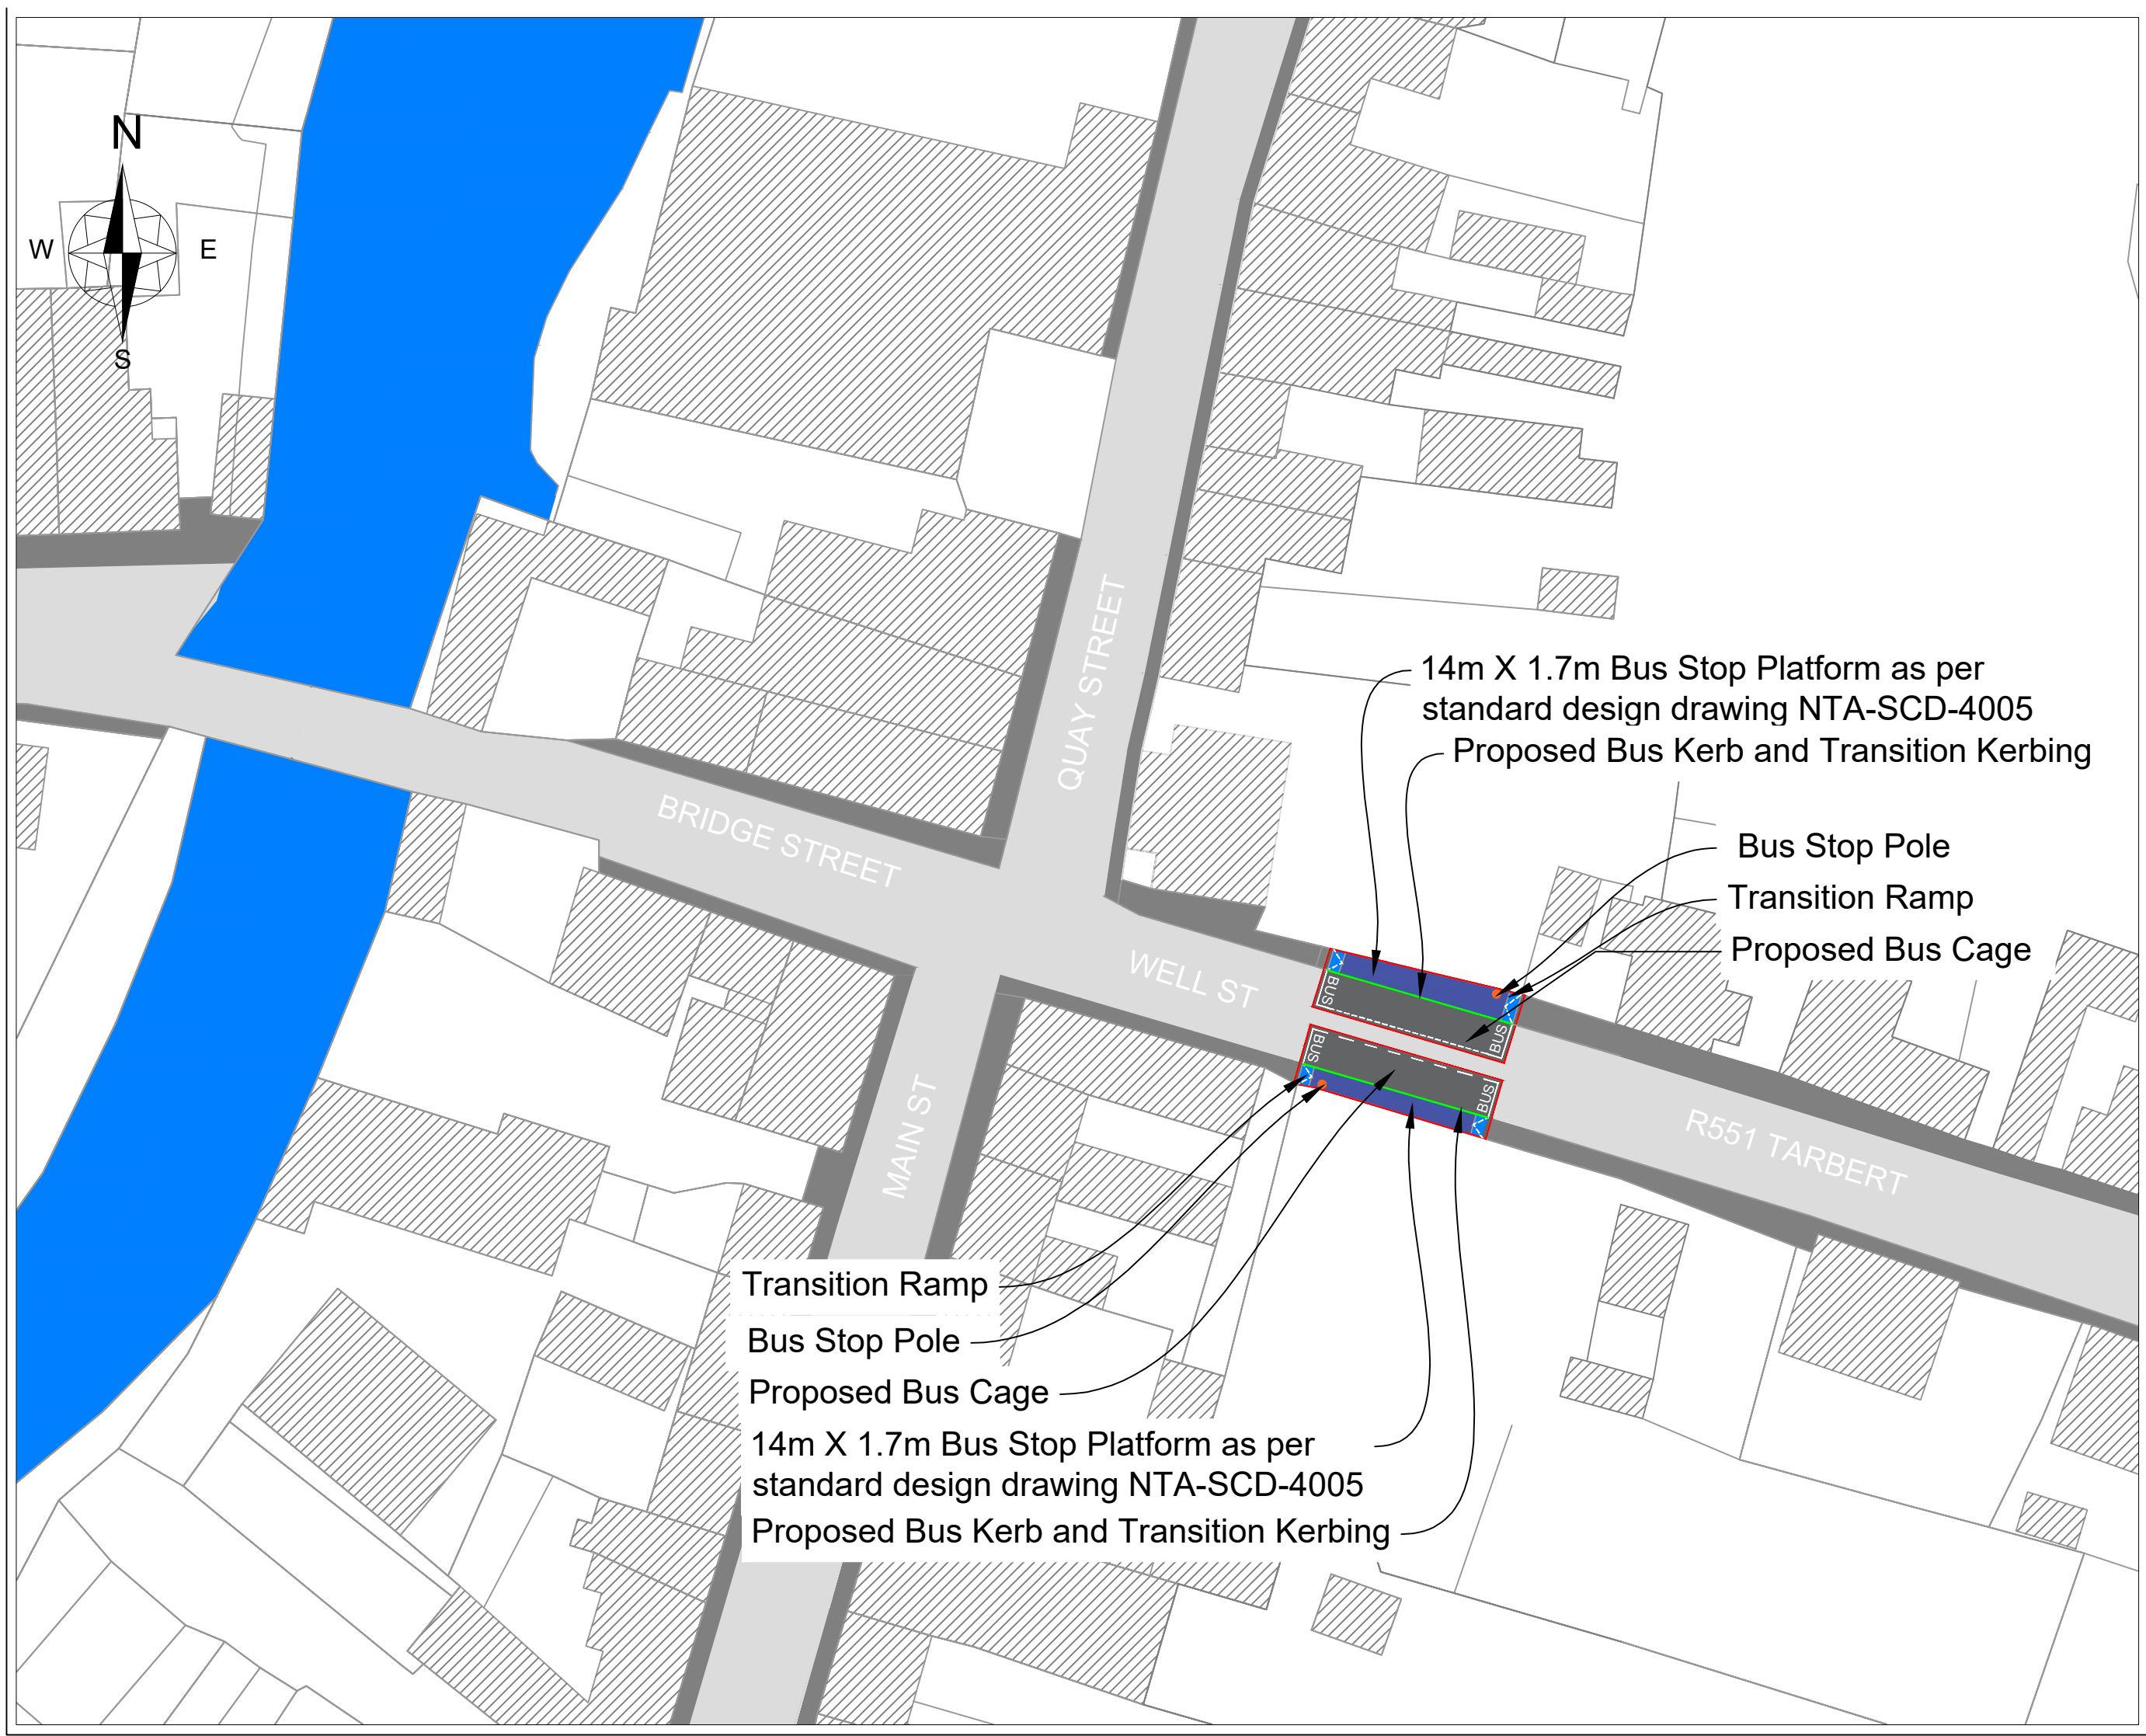 N
W
E
S
QUAY STREET
14m X 1.7m Bus Stop Platform as per
standard design drawing NTA-SCD-4005
Proposed Bus Kerb and Transition Kerbing
BRIDGE STREET
Bus Stop Pole
Transition Ramp
Proposed Bus Cage
WELL ST
BUS
BUS
BUS
BUS
MAIN ST
R551 TARBERT
Transition Ramp
Bus Stop Pole
Proposed Bus Cage
14m X 1.7m Bus Stop Platform as per
standard design drawing NTA-SCD-4005
Proposed Bus Kerb and Transition Kerbing